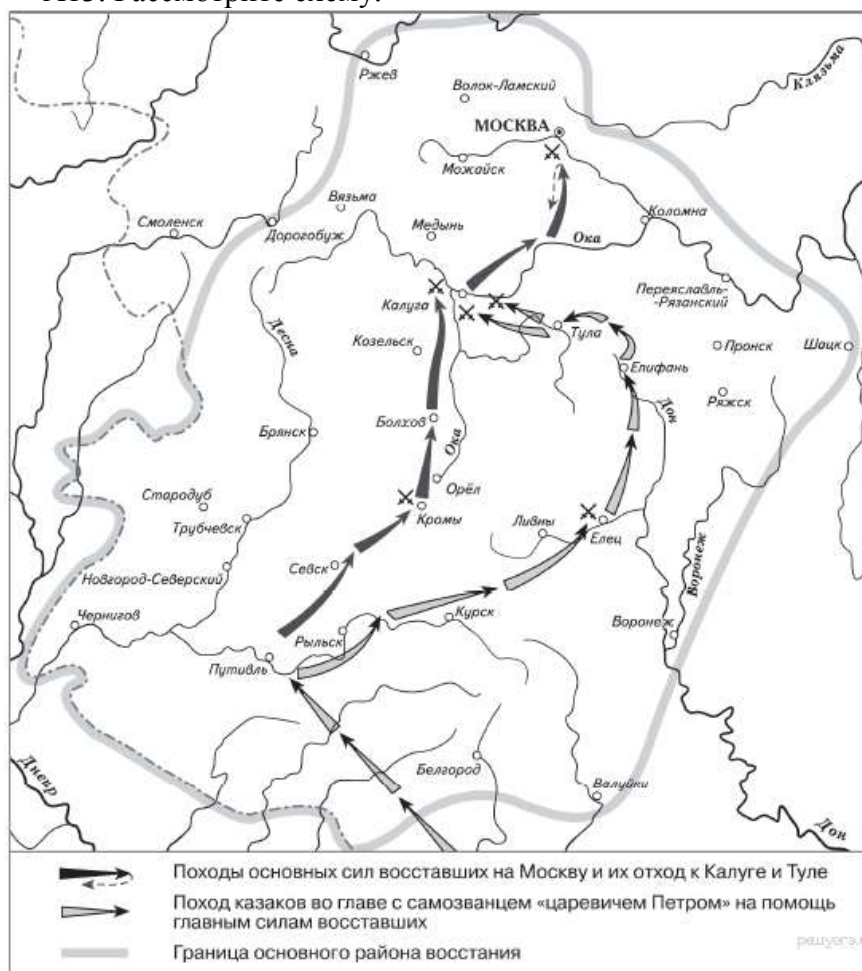 А13. Рассмотрите схему.
Ржев
Волок-Ламский
Клязьма
МОСКВА
Можайск
Вязьма
Смоленск
Дорогобуж
Медынь
Коломна
Ока
Переяславль-
-Рязанский
Калуга
Тула
Десна
Козельск
Пронск
Шацк
Епифань
Ряжск
Дон
Болхов
Брянск
Ока
Орёл
Стародуб
Кромы
Трубчевск
Ливны
Елец
Воронеж
Севск
Новгород-Северский
Чернигов
Рыльск
Курск
Воронеж
Путивль
Белгород
Днепр
Валуйки
Дон
Походы основных сил восставших на Москву и их отход к Калуге и Туле
Поход казаков во главе с самозванцем «царевичем Петром» на помощь
главным силам восставших
Граница основного района восстания